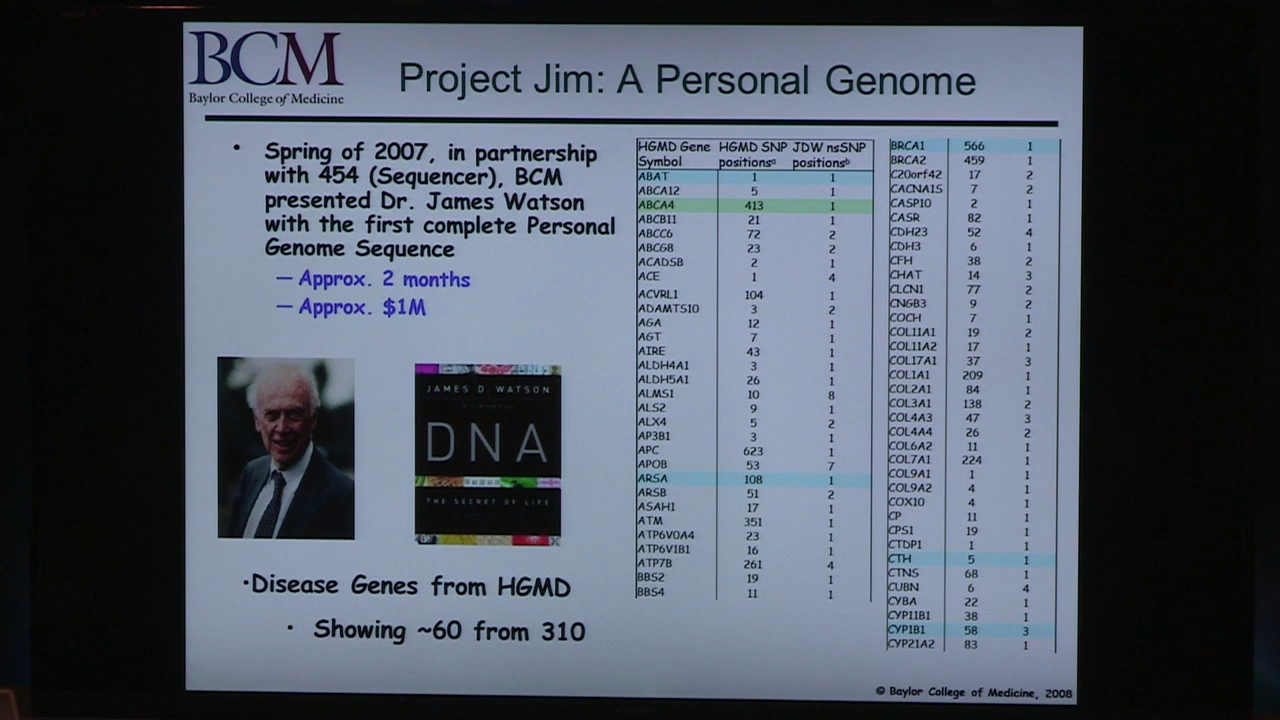 BCM
Baylor College of Medicine
Project Jim: A Personal Genome
• Spring of 2007, in partnership
with 454 (Sequencer), BCM
presented Dr. James Watson
with the first complete Personal
Genome Sequence
– Approx. 2 months
– Approx. $1M
JAMES D. WATSON
DNA
THE SECRET OF LIFE
•Disease Genes from HGMD
• Showing ~60 from 310
HGMD Gene HGMD SNP JDW nsSNP
Symbol positionsᵃ positionsᵇ
ABAT 1 1
ABCA12 5 1
ABCA4 413 1
ABCB11 21 1
ABCC6 72 2
ABCG8 23 2
ACADSB 2 1
ACE 1 4
ACVRL1 104 1
ADAMTS10 3 2
AGA 12 1
AGT 7 1
AIRE 43 1
ALDH4A1 3 1
ALDH5A1 26 1
ALMS1 10 8
ALS2 9 1
ALX4 5 2
AP3B1 3 1
APC 623 1
APOB 53 7
ARSA 108 1
ARSB 51 2
ASAH1 17 1
ATM 351 1
ATP6V0A4 23 1
ATP6V1B1 16 1
ATP7B 261 4
BBS2 19 1
BBS4 11 1
BRCA1 566 1
BRCA2 459 1
C20orf42 17 2
CACNA1S 7 2
CASP10 2 1
CASR 82 1
CDH23 52 4
CDH3 6 1
CFH 38 2
CHAT 14 3
CLCN1 77 2
CNGB3 9 2
COCH 7 1
COL11A1 19 2
COL11A2 17 1
COL17A1 37 3
COL1A1 209 1
COL2A1 84 1
COL3A1 138 2
COL4A3 47 3
COL4A4 26 2
COL6A2 11 1
COL7A1 224 1
COL9A1 1 1
COL9A2 4 1
COX10 4 1
CP 11 1
CPS1 19 1
CTDP1 1 1
CTH 5 1
CTNS 68 1
CUBN 6 4
CYBA 22 1
CYP11B1 38 1
CYP1B1 58 3
CYP21A2 83 1
© Baylor College of Medicine, 2008